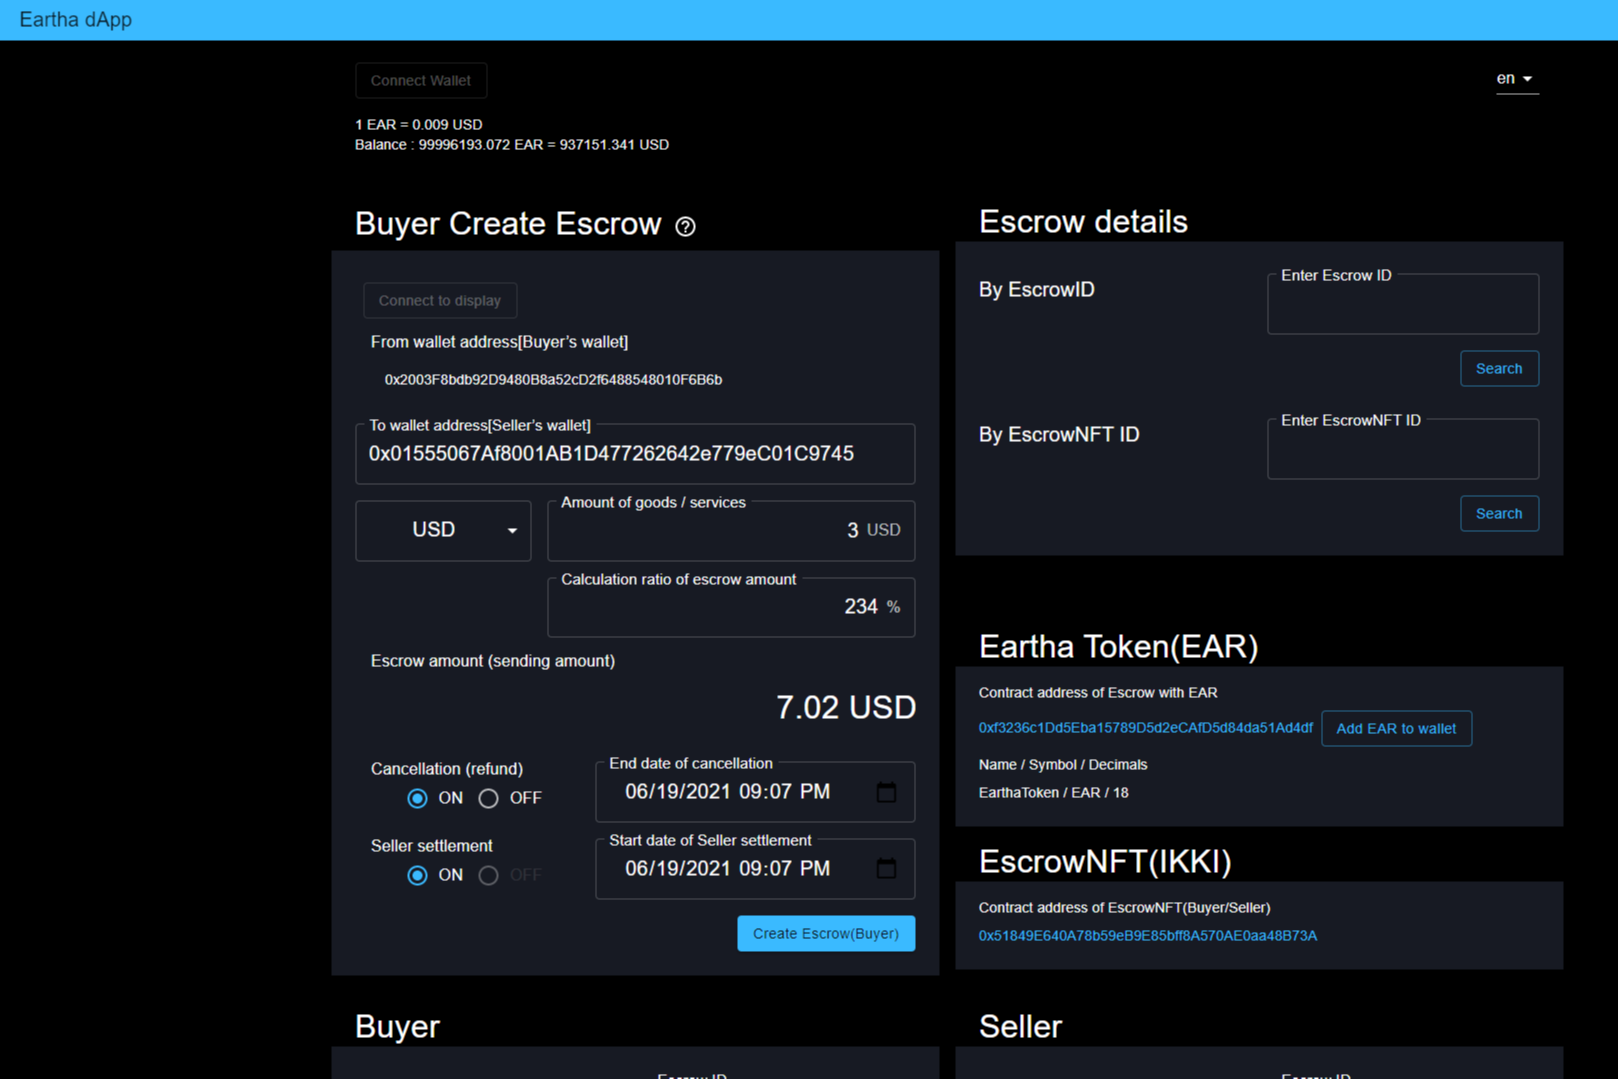 Eartha dApp
Connect Wallet
en
1 EAR = 0.009 USD
Balance : 99996193.072 EAR = 937151.341 USD
Buyer Create Escrow
Connect to display
From wallet address[Buyer’s wallet]
0x2003F8bdb92D9480B8a52cD2f6488548010F6B6b
To wallet address[Seller’s wallet]
0x01555067Af8001AB1D477262642e779eC01C9745
USD
Amount of goods / services
3 USD
Calculation ratio of escrow amount
234 %
Escrow amount (sending amount)
7.02 USD
Cancellation (refund)
ON OFF
End date of cancellation
06/19/2021 09:07 PM
Seller settlement
ON OFF
Start date of Seller settlement
06/19/2021 09:07 PM
Create Escrow(Buyer)
Escrow details
By EscrowID
Enter Escrow ID
Search
By EscrowNFT ID
Enter EscrowNFT ID
Search
Eartha Token(EAR)
Contract address of Escrow with EAR
0xf3236c1Dd5Eba15789D5d2eCAfD5d84da51Ad4df
Add EAR to wallet
Name / Symbol / Decimals
EarthaToken / EAR / 18
EscrowNFT(IKKI)
Contract address of EscrowNFT(Buyer/Seller)
0x51849E640A78b59eB9E85bff8A570AE0aa48B73A
Buyer
Escrow ID
Seller
Escrow ID